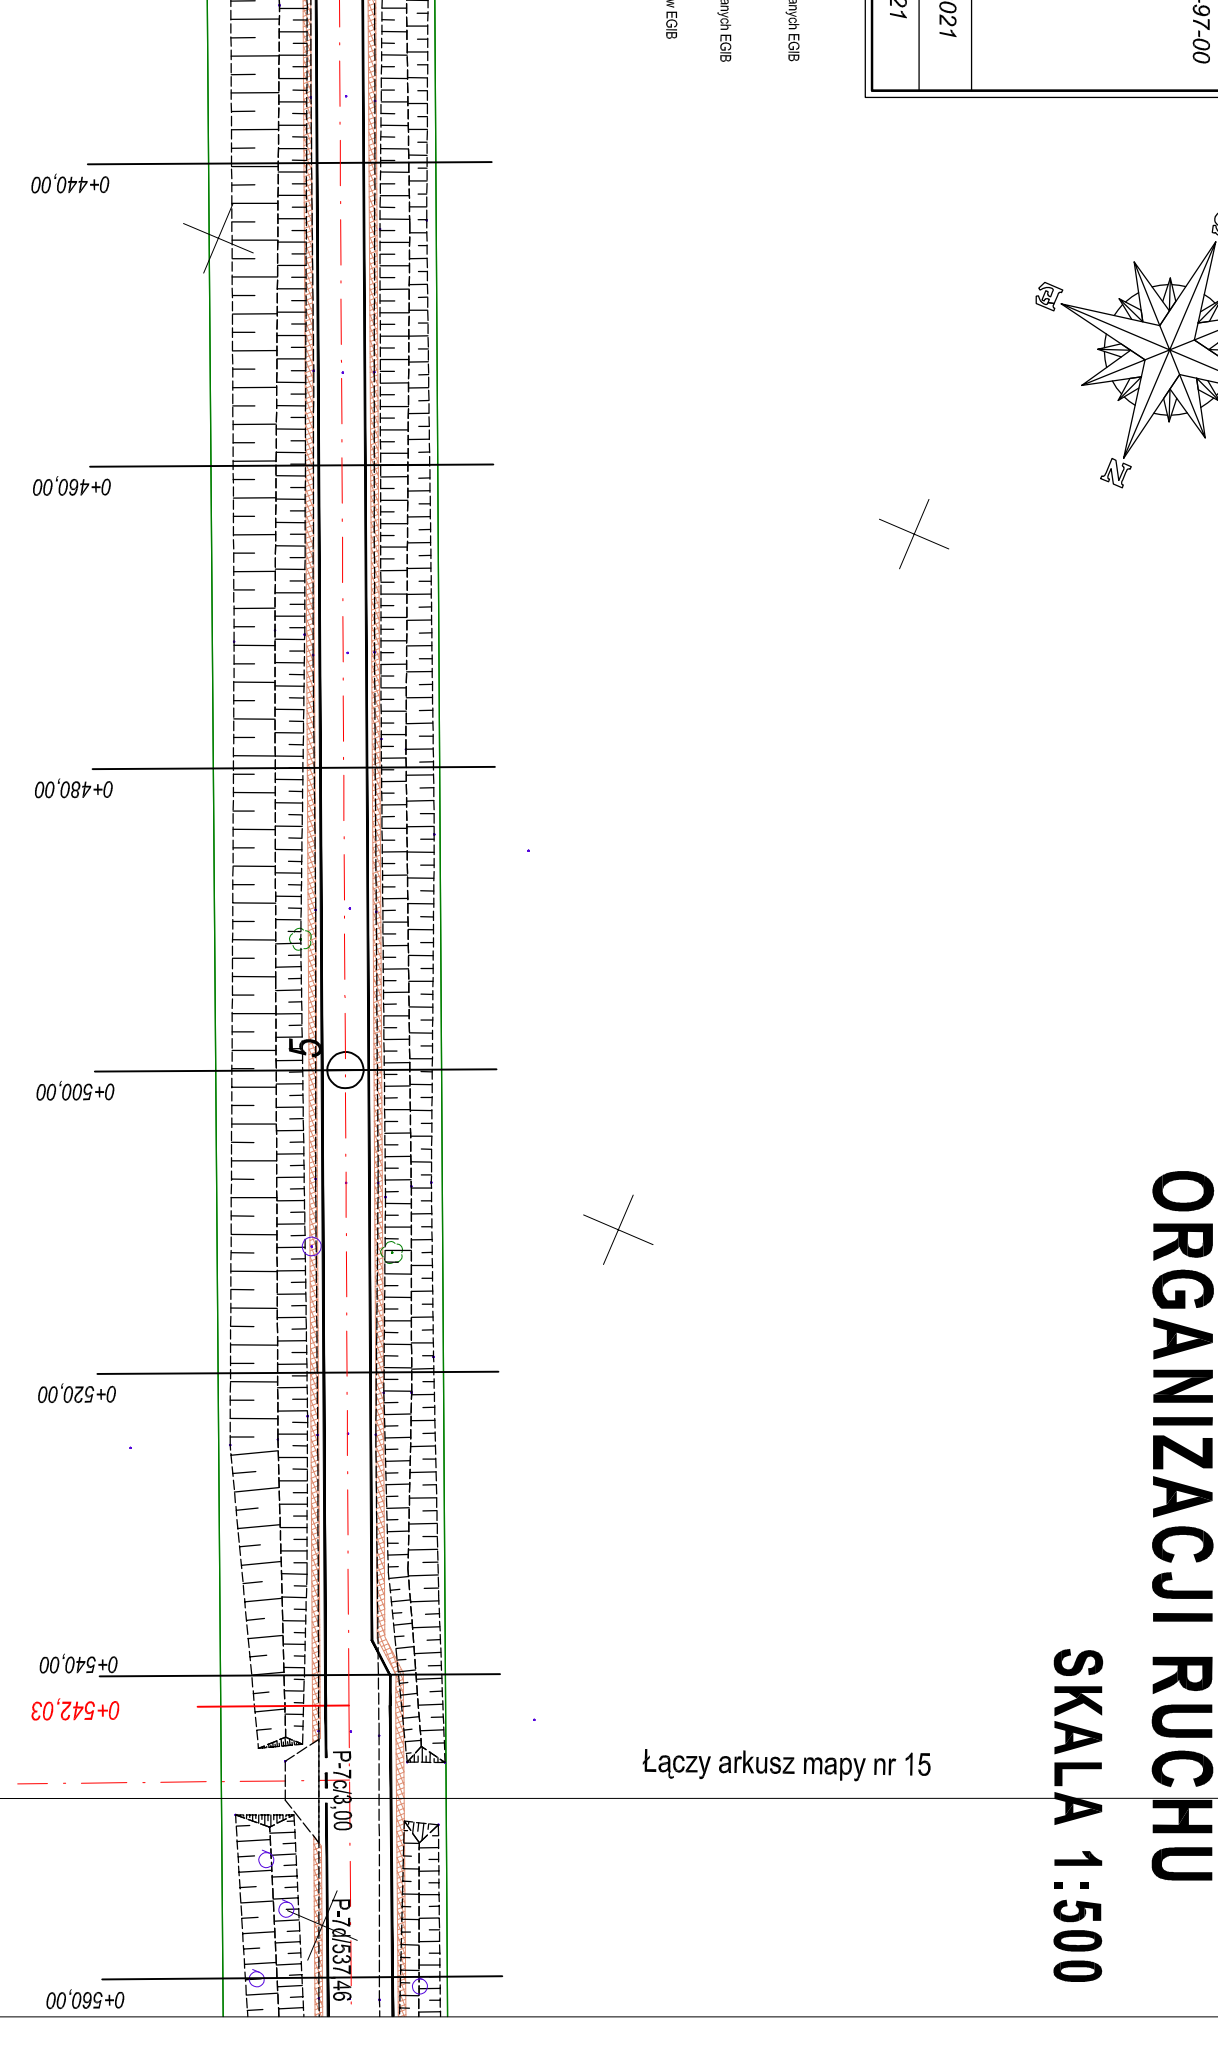 w EGIB
anych EGIB
anych EGIB
21
021
-97-00
0+440,00
E
N
0+460,00
0+480,00
5
0+500,00
0+520,00
0+540,00
0+542,03
P-7c/3,00
P-7d/537,46
0+560,00
Łączy arkusz mapy nr 15
ORGANIZACJI RUCHU
SKALA 1:500